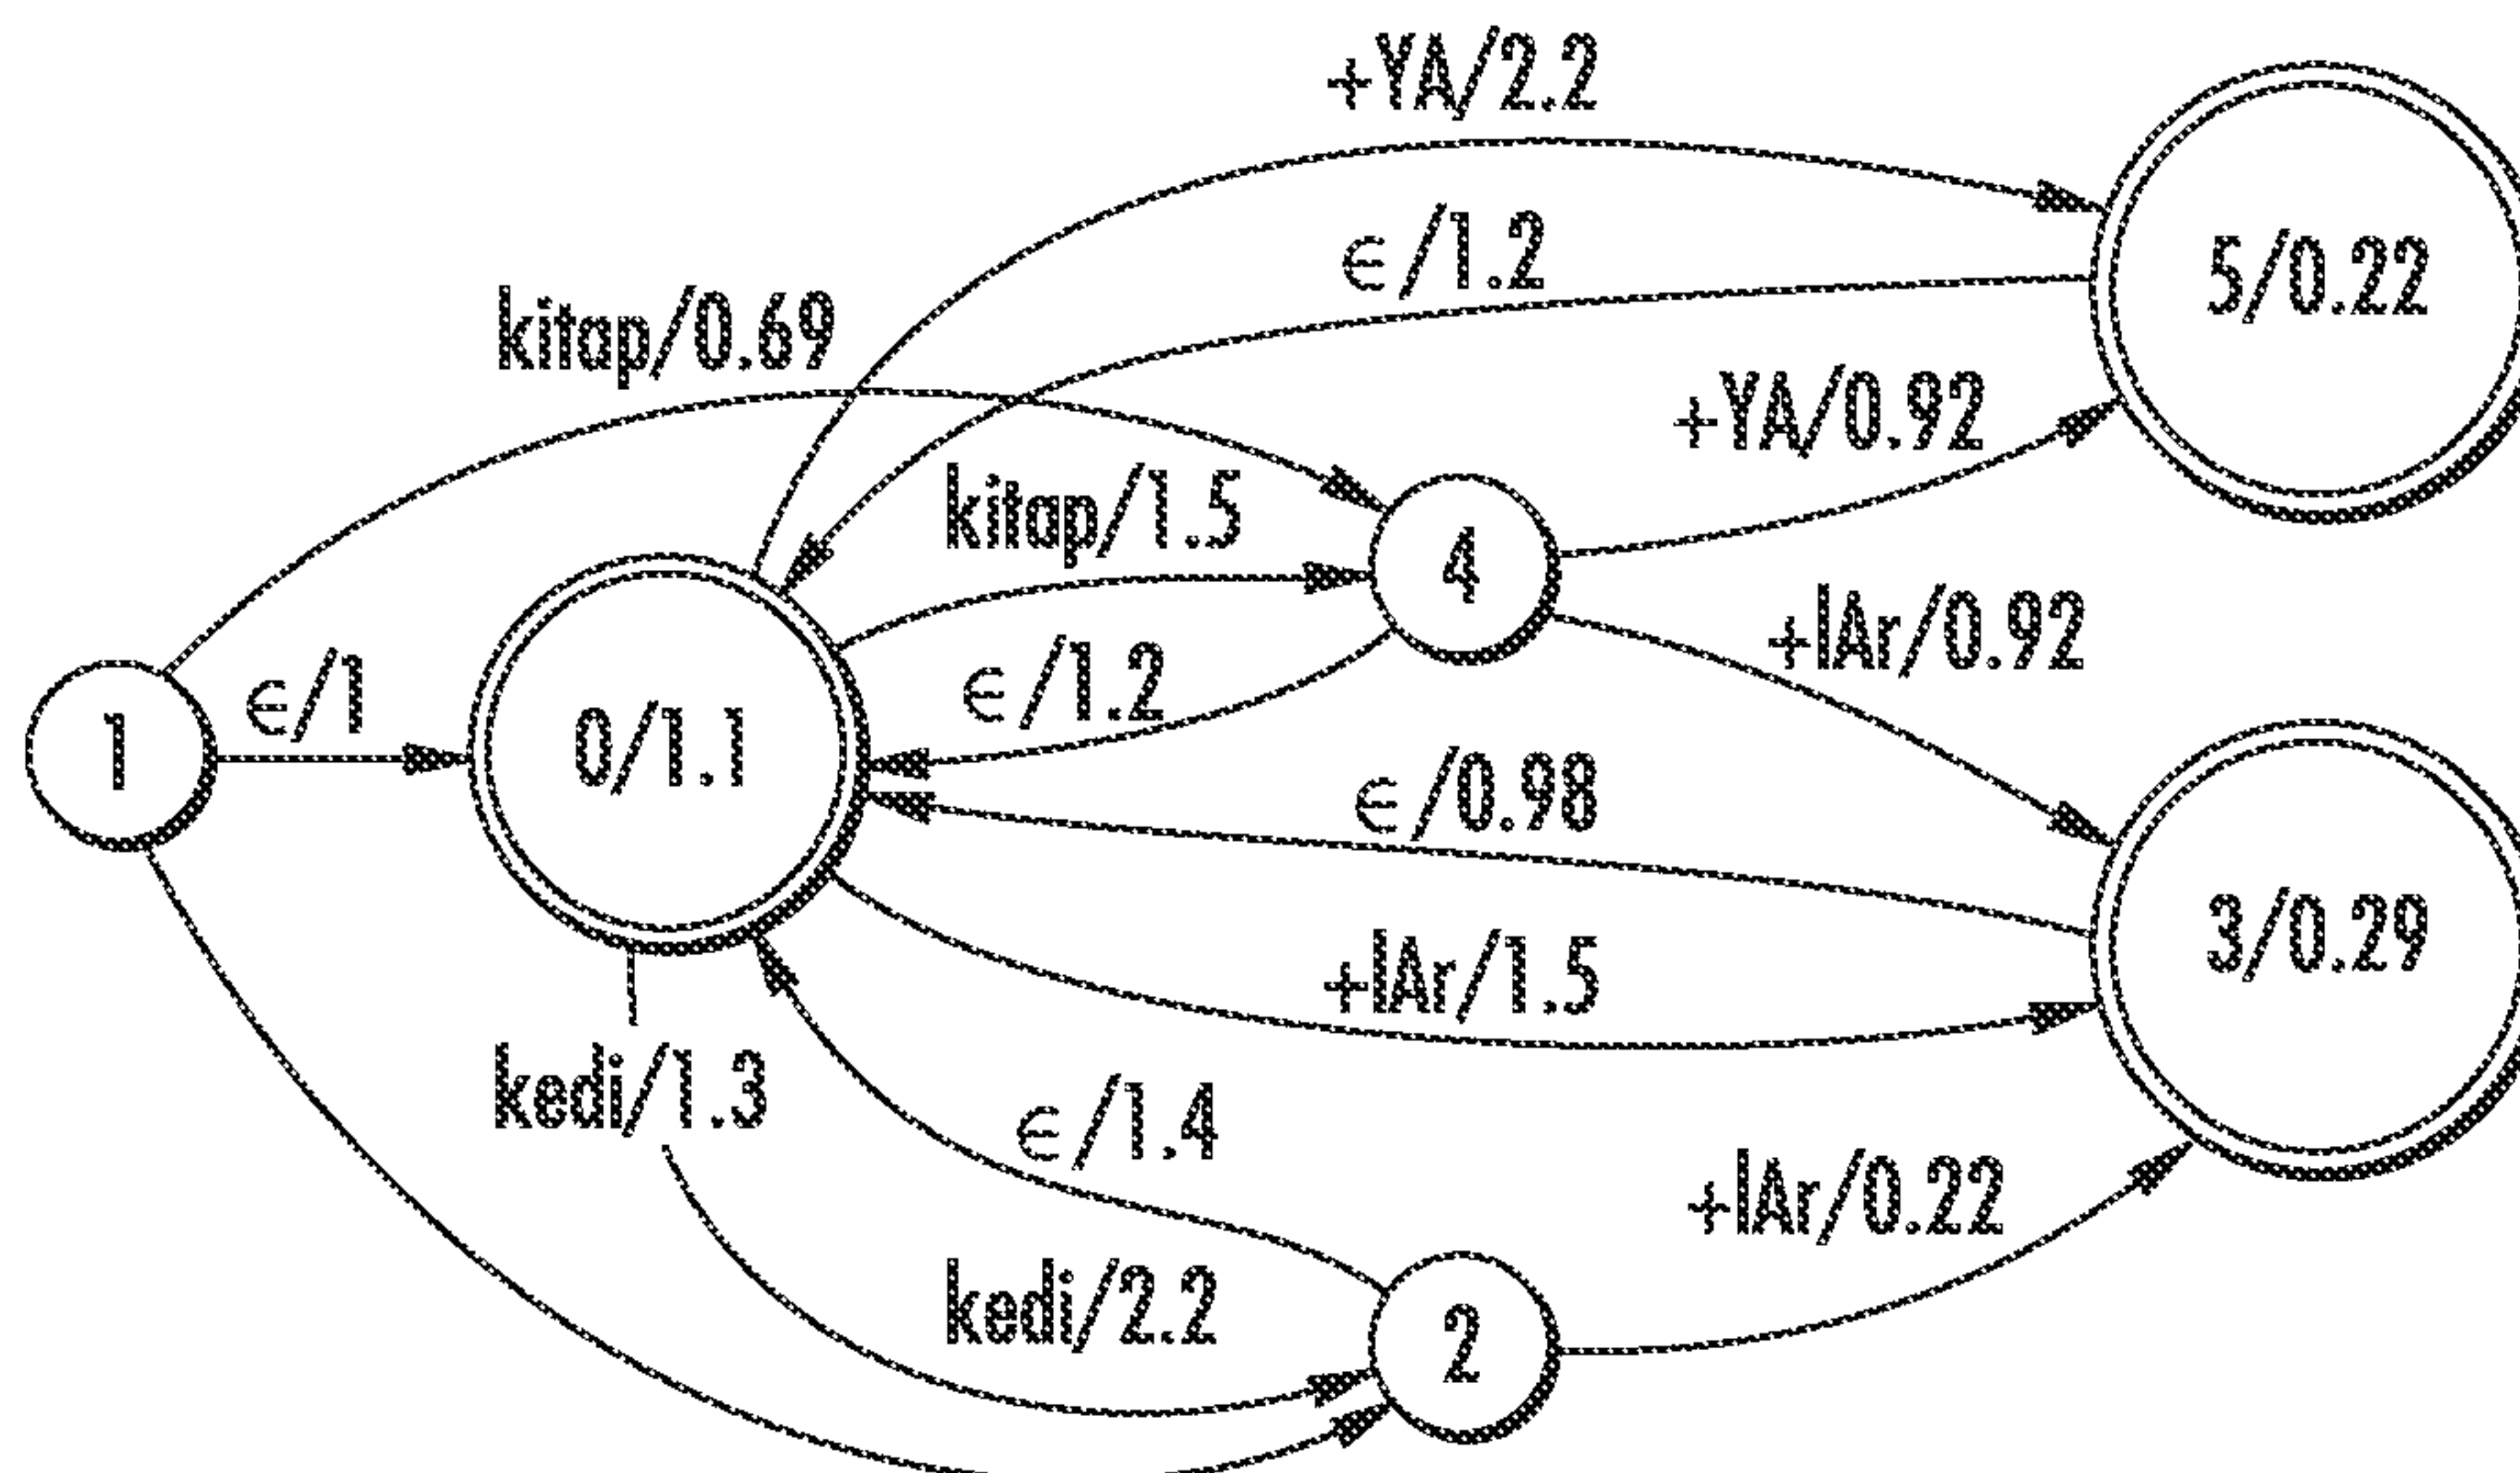 +YA/2.2
ϵ/1.2
5/0.22
kitap/0.69
+YA/0.92
kitap/1.5
4
+lAr/0.92
ϵ/1
1
0/1.1
ϵ/1.2
ϵ/0.98
3/0.29
+lAr/1.5
kedi/1.3
ϵ/1.4
+lAr/0.22
kedi/2.2
2